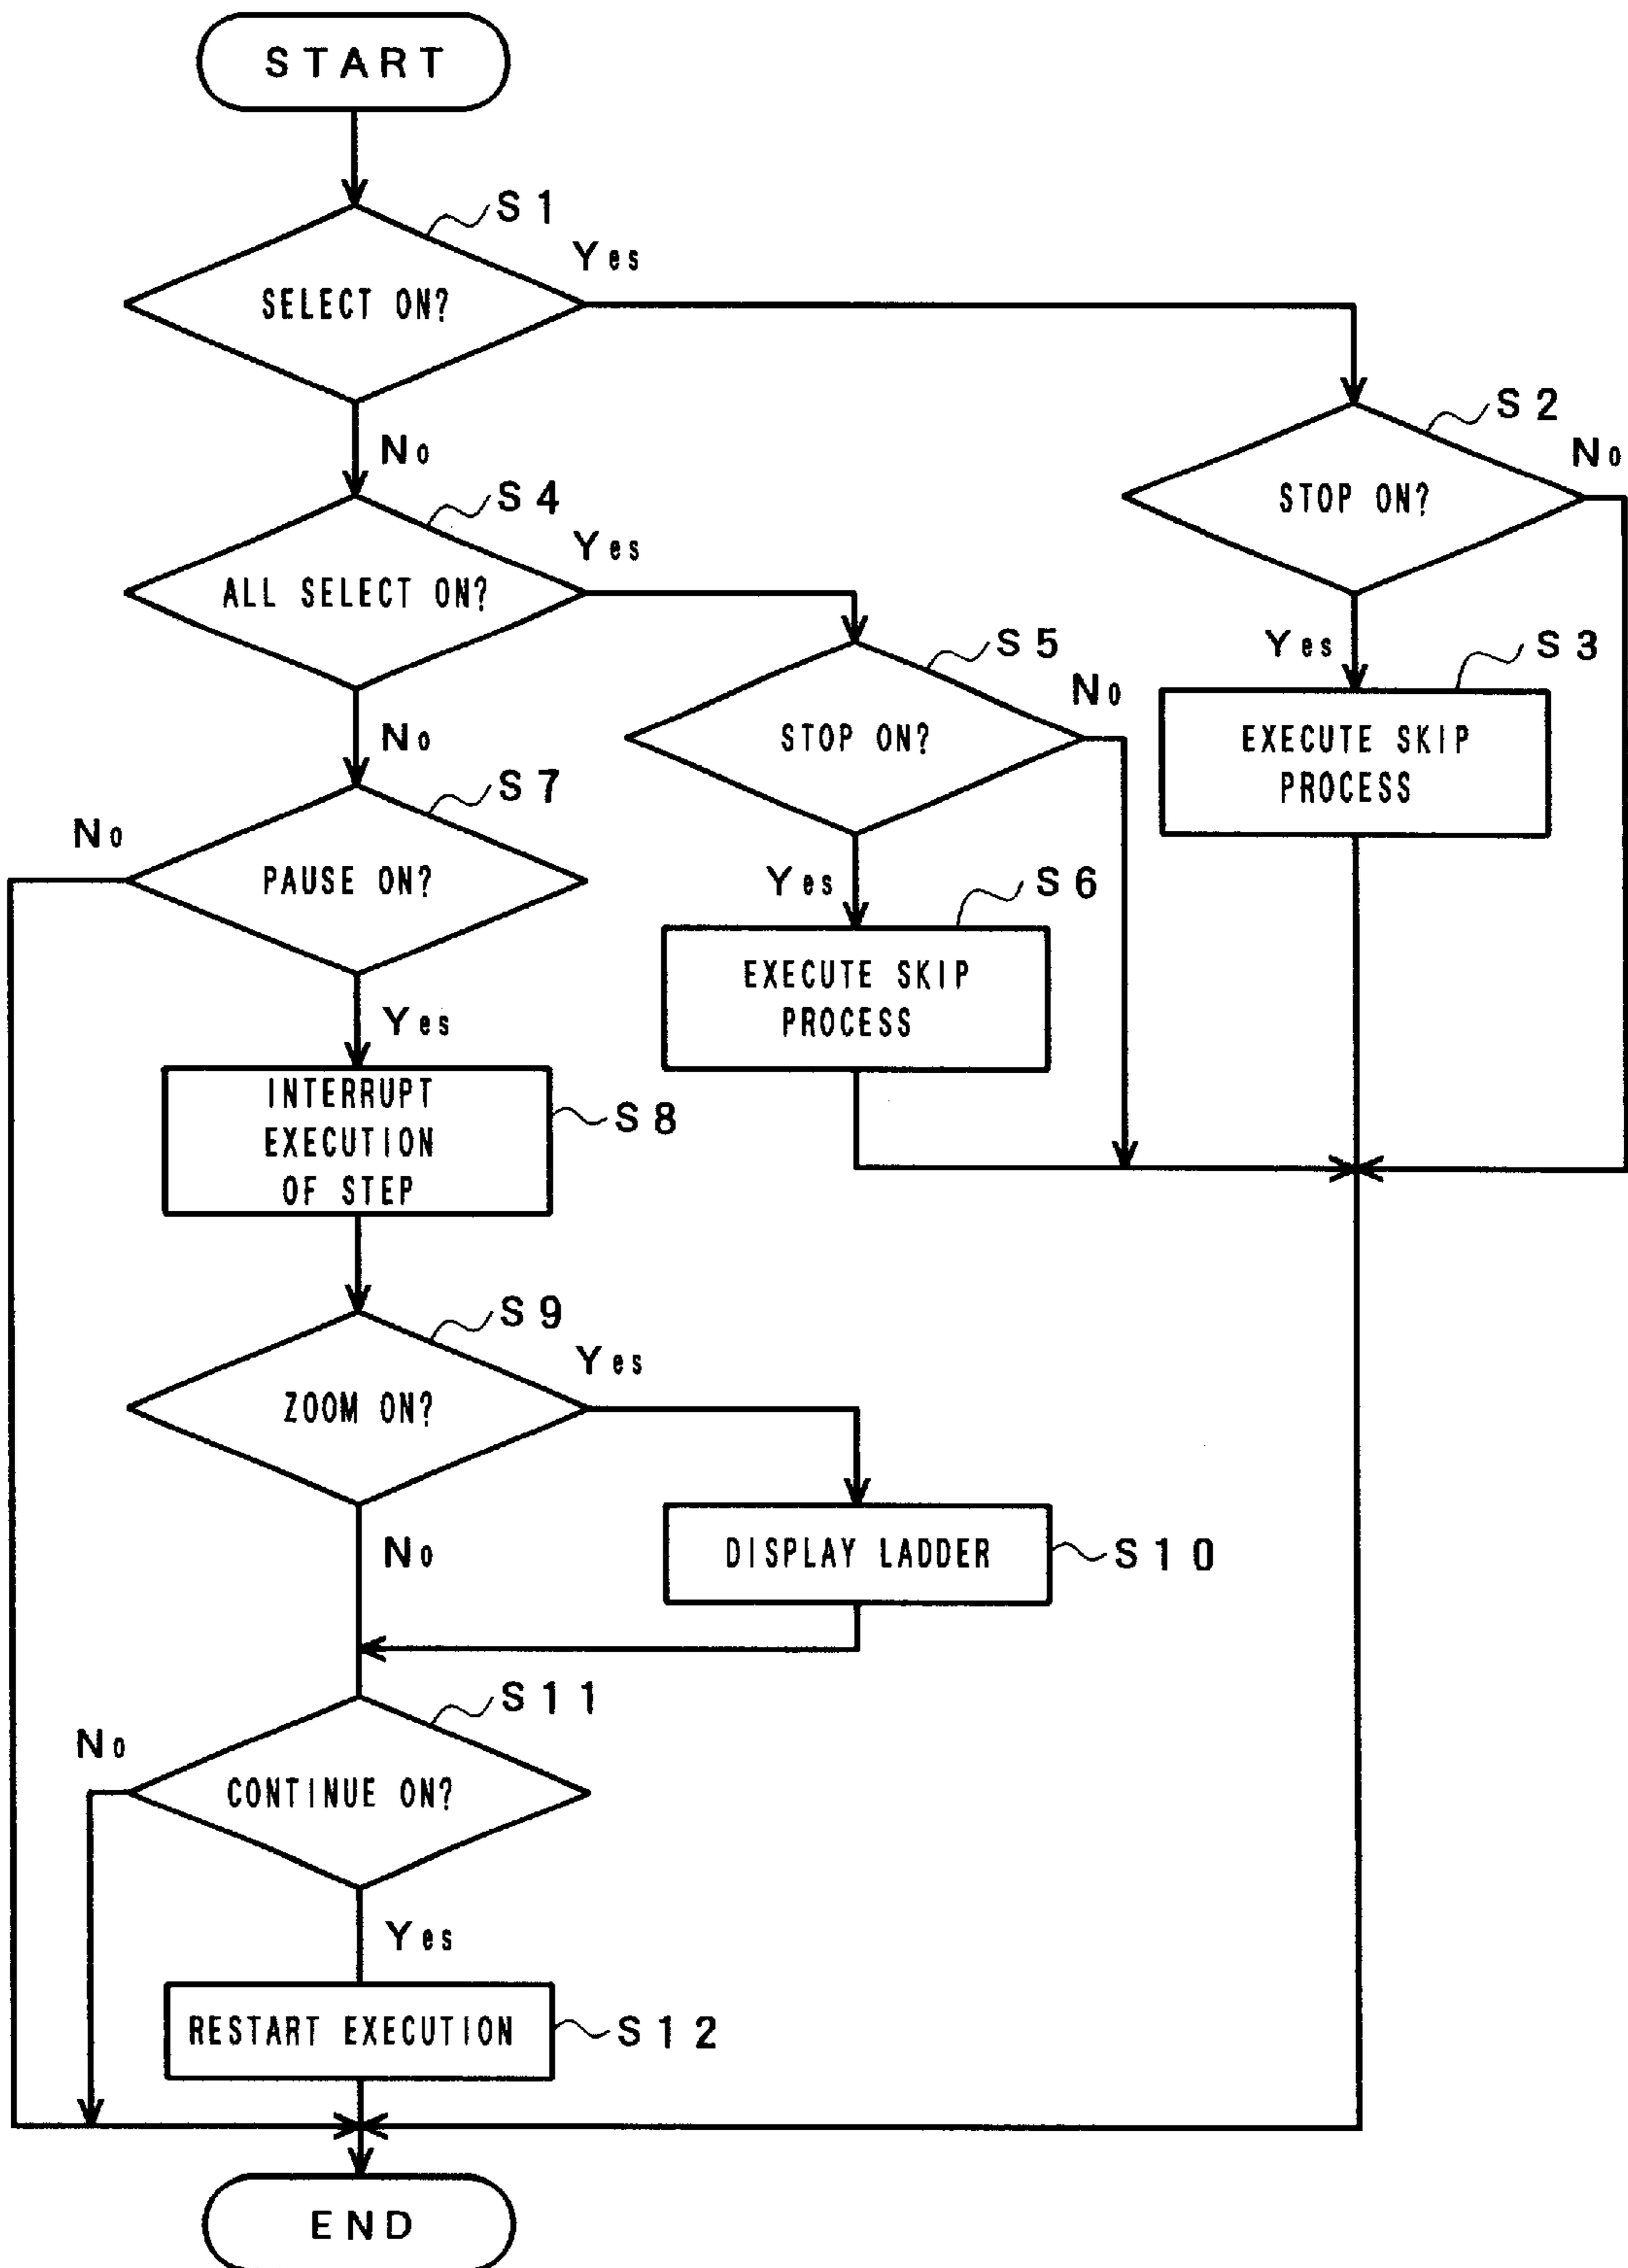 START
S1
Yes
SELECT ON?
No
S2
No
STOP ON?
S4
Yes
ALL SELECT ON?
Yes
S3
EXECUTE SKIP
PROCESS
S5
No
STOP ON?
No
S7
No
PAUSE ON?
Yes
S6
EXECUTE SKIP
PROCESS
Yes
INTERRUPT
EXECUTION
OF STEP
S8
S9
Yes
ZOOM ON?
No
DISPLAY LADDER
S10
S11
No
CONTINUE ON?
Yes
RESTART EXECUTION
S12
END